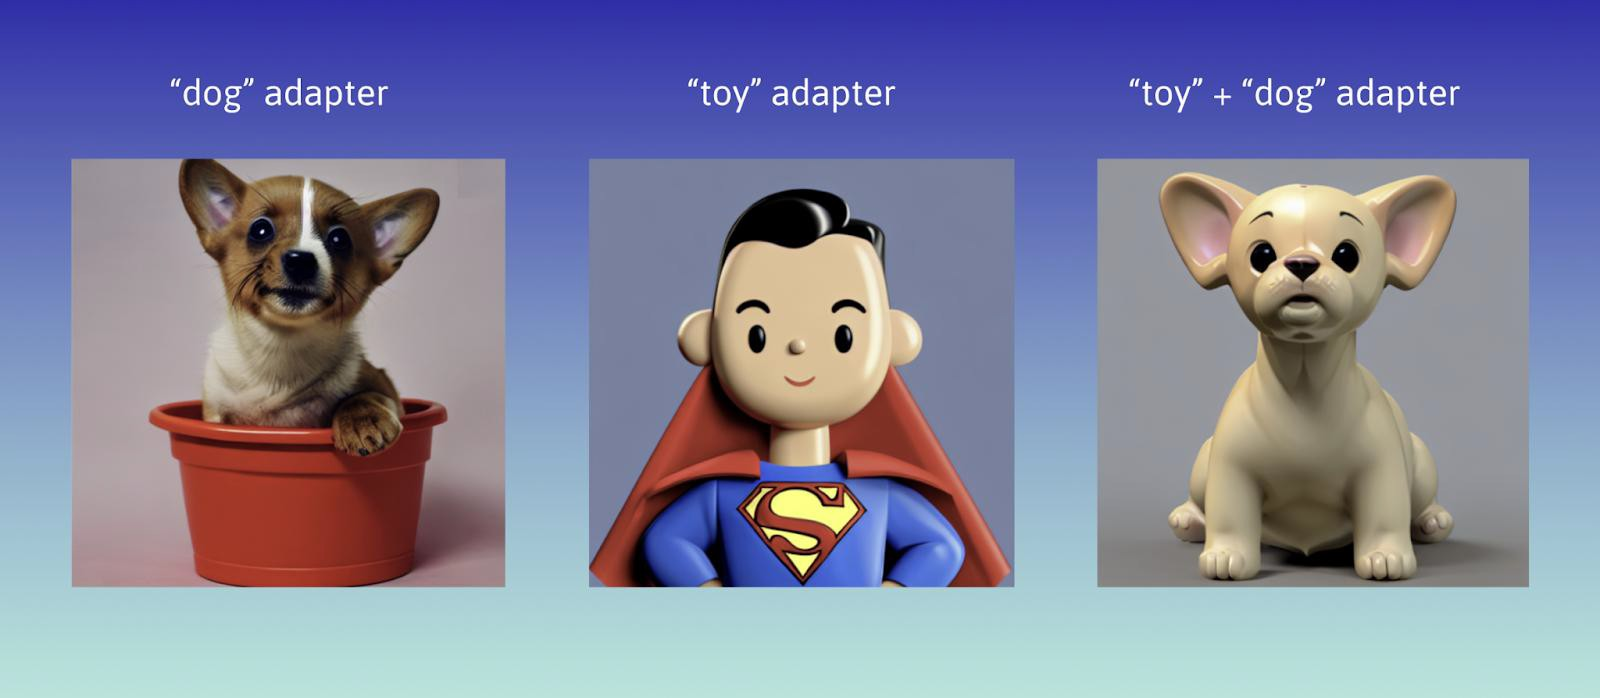 “dog” adapter
“toy” adapter
“toy” + “dog” adapter
S